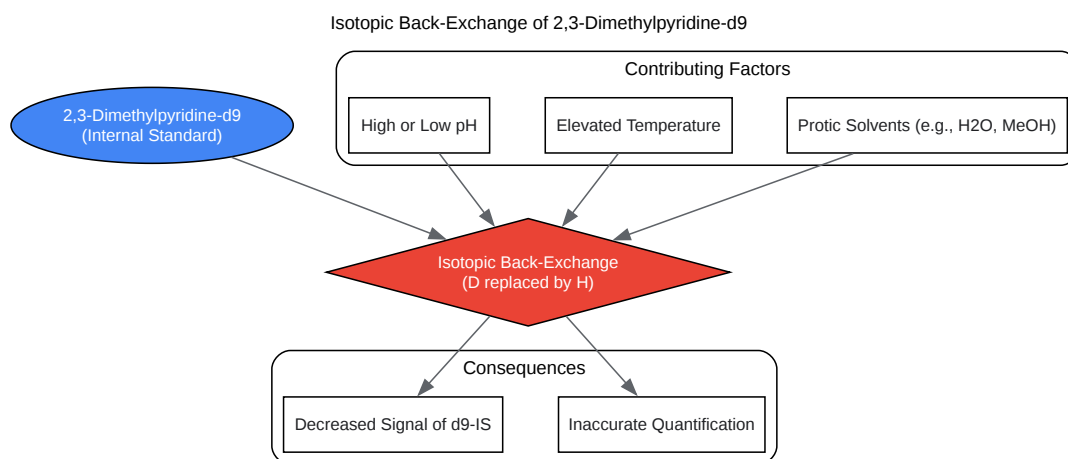 Isotopic Back-Exchange of 2,3-Dimethylpyridine-d9
Contributing Factors
2,3-Dimethylpyridine-d9
(Internal Standard)
High or Low pH
Elevated Temperature
Protic Solvents (e.g., H2O, MeOH)
Isotopic Back-Exchange
(D replaced by H)
Consequences
Decreased Signal of d9-IS
Inaccurate Quantification